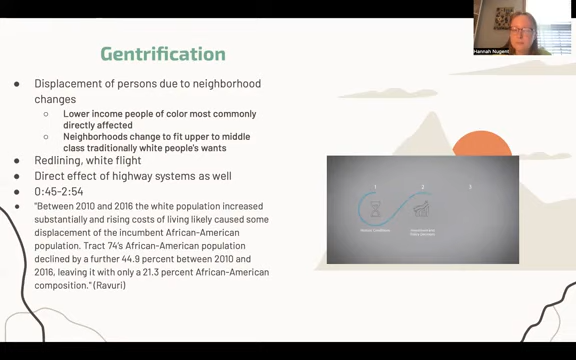 Gentrification
● Displacement of persons due to neighborhood
changes
○ Lower income people of color most commonly
directly affected
○ Neighborhoods change to fit upper to middle
class traditionally white people's wants
● Redlining, white flight
● Direct effect of highway systems as well
● 0:45-2:54
● "Between 2010 and 2016 the white population increased
substantially and rising costs of living likely caused some
displacement of the incumbent African-American
population. Tract 74's African-American population
declined by a further 44.9 percent between 2010 and
2016, leaving it with only a 21.3 percent African-American
composition." (Ravuri)
Hannah Nugent
1 2 3